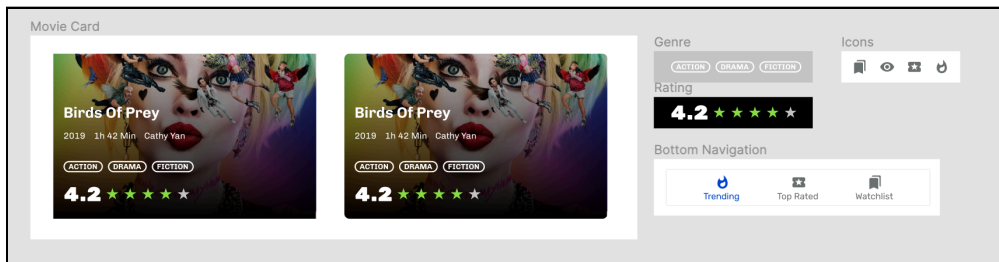 Movie Card
Birds Of Prey
2019 1h 42 Min Cathy Yan
ACTION DRAMA FICTION
4.2
Birds Of Prey
2019 1h 42 Min Cathy Yan
ACTION DRAMA FICTION
4.2
Genre
ACTION DRAMA FICTION
Rating
4.2
Icons
Bottom Navigation
Trending Top Rated Watchlist